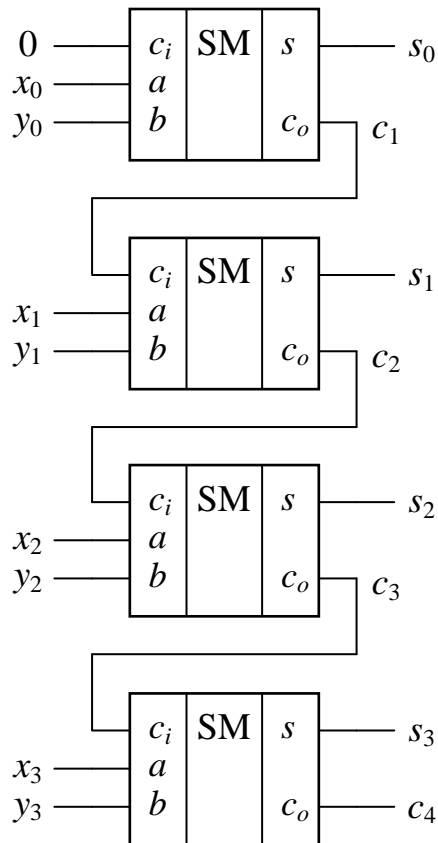 0 c_i SM s s_0
x_0 a
y_0 b c_o c_1
c_i SM s s_1
x_1 a
y_1 b c_o c_2
c_i SM s s_2
x_2 a
y_2 b c_o c_3
c_i SM s s_3
x_3 a
y_3 b c_o c_4